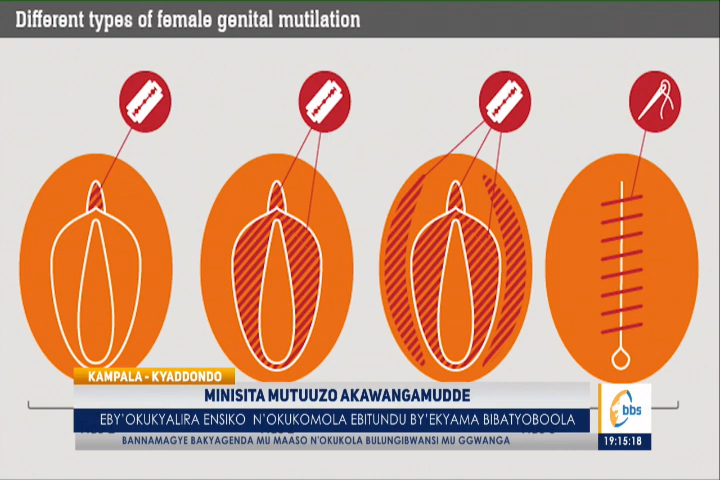 Different types of female genital mutilation
KAMPALA - KYADDONDO
MINISITA MUTUUZO AKAWANGAMUDDE
EBY'OKUKYALIRA ENSIKO N'OKUKOMOLA EBITUNDU BY'EKYAMA BIBATYOBOOLA
bbs
BANNAMAGYE BAKYAGENDA MU MAASO N'OKUKOLA BULUNGIBWANSI MU GGWANGA
19:15:18